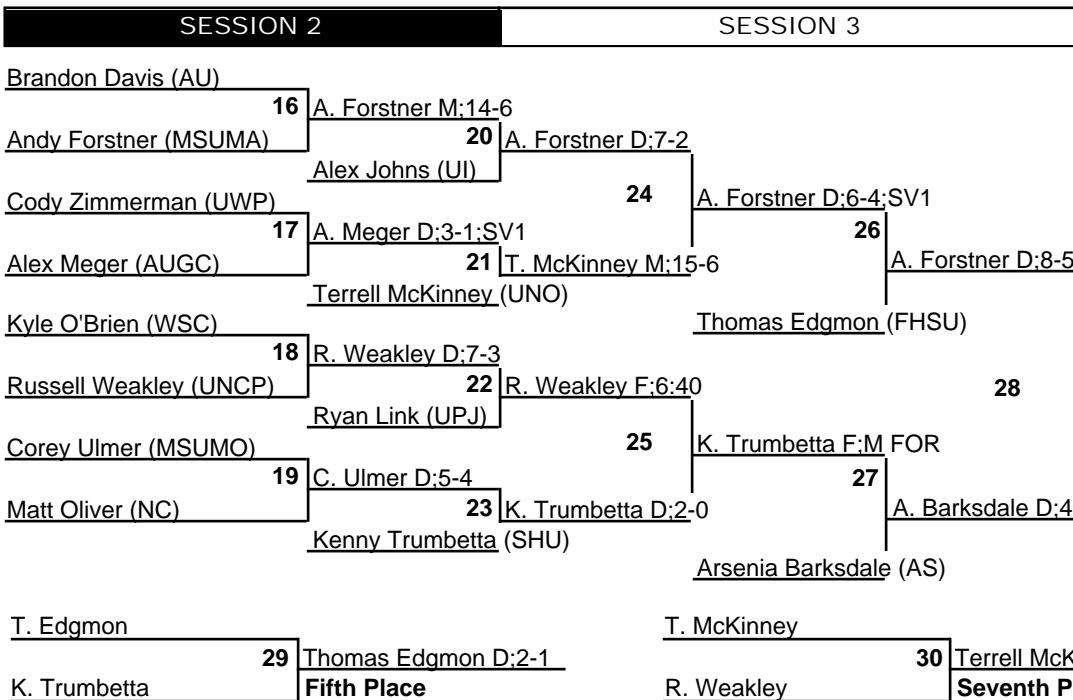 SESSION 2
SESSION 3
Brandon Davis (AU)
16
A. Forstner M;14-6
Andy Forstner (MSUMA)
20
A. Forstner D;7-2
Alex Johns (UI)
24
A. Forstner D;6-4;SV1
Cody Zimmerman (UWP)
17
A. Meger D;3-1;SV1
26
Alex Meger (AUGC)
21
T. McKinney M;15-6
A. Forstner D;8-5
Terrell McKinney (UNO)
Thomas Edgmon (FHSU)
Kyle O'Brien (WSC)
18
R. Weakley D;7-3
Russell Weakley (UNCP)
22
R. Weakley F;6:40
28
Ryan Link (UPJ)
25
K. Trumbetta F;M FOR
Corey Ulmer (MSUMO)
19
C. Ulmer D;5-4
27
Matt Oliver (NC)
23
K. Trumbetta D;2-0
A. Barksdale D;4
Kenny Trumbetta (SHU)
Arsenia Barksdale (AS)
T. Edgmon
29
Thomas Edgmon D;2-1
K. Trumbetta
Fifth Place
T. McKinney
30
Terrell McK
R. Weakley
Seventh P